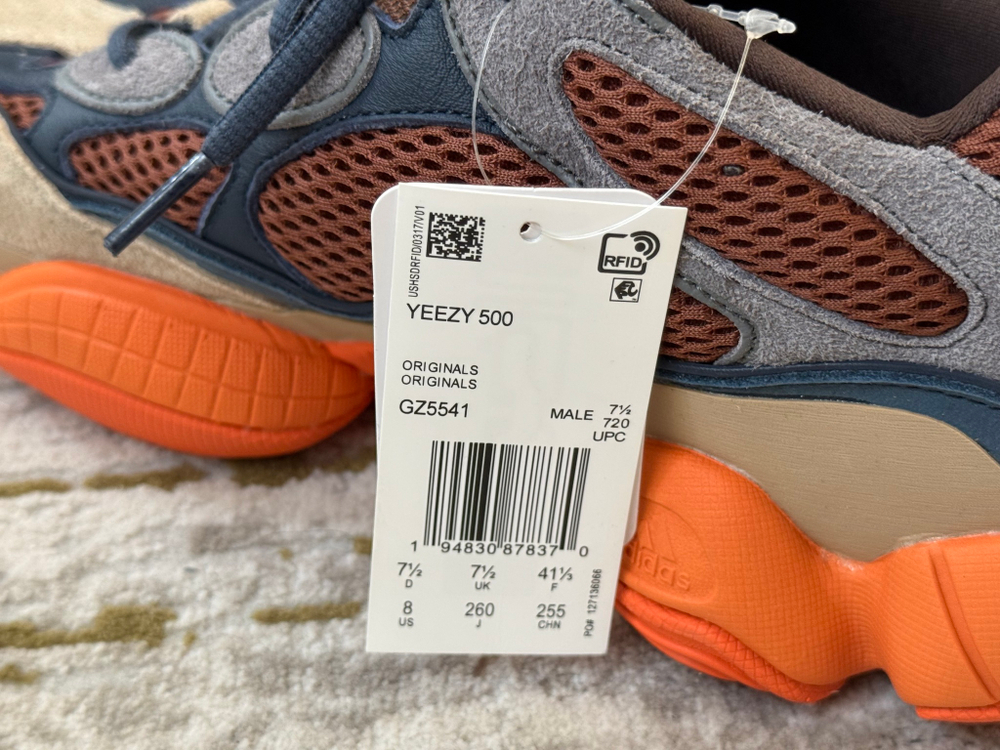 USHSDRFID/0317/V01
RFID
YEEZY 500
ORIGINALS
ORIGINALS
GZ5541
MALE 7½
720
UPC
1 94830 87837 0
7½ 7½ 41⅓
D UK F
8 260 255
US J CHN
PO# 127136066
adidas